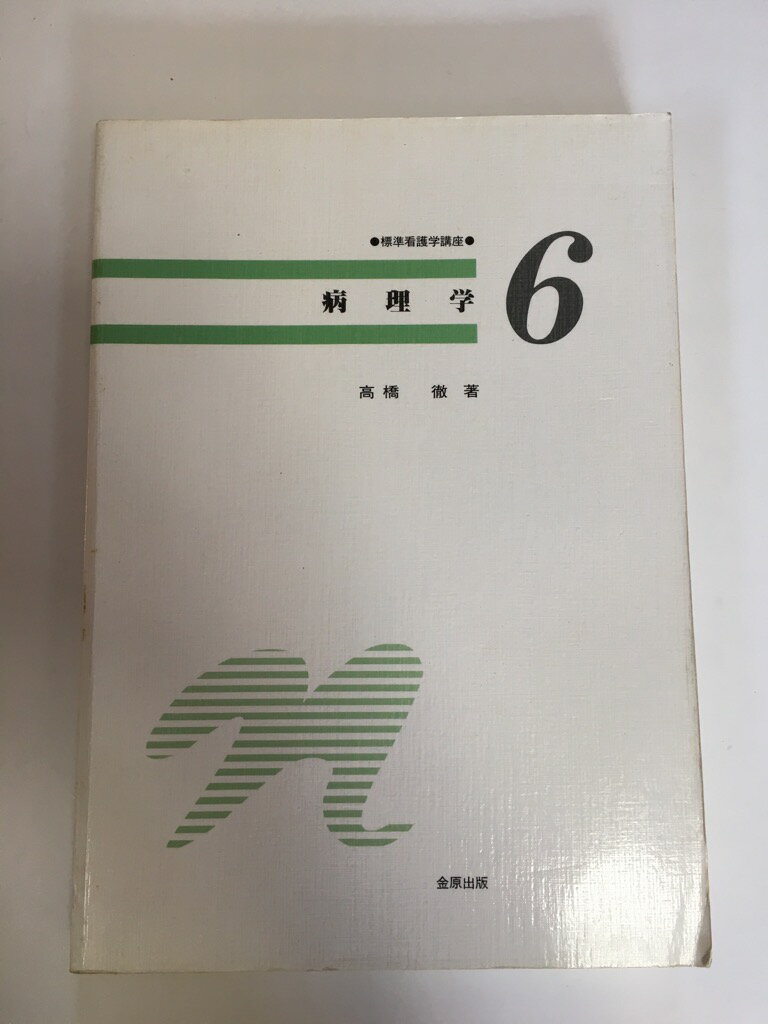 ●標準看護学講座●
6
病理学
高橋 徹 著
金原出版